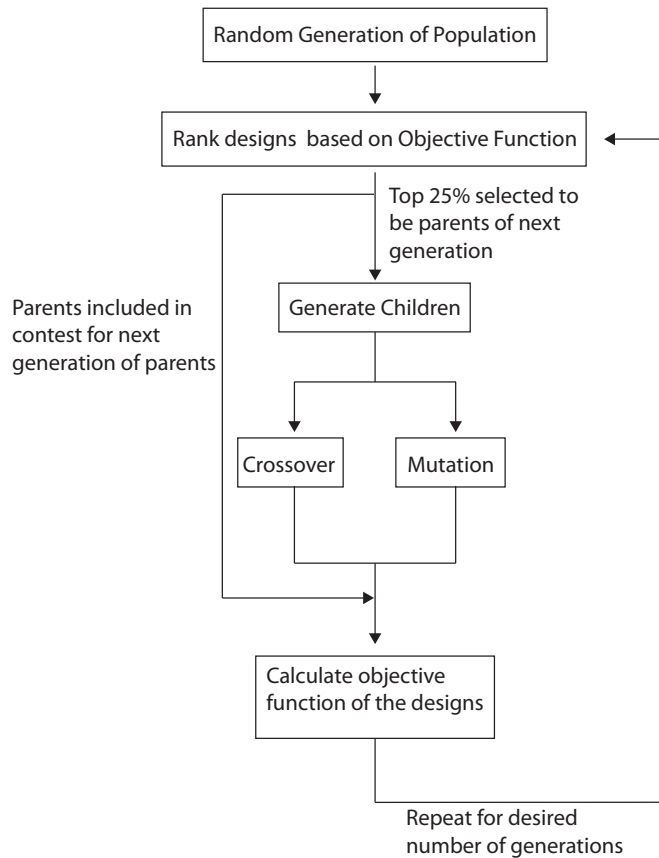 Random Generation of Population
Rank designs based on Objective Function
Top 25% selected to
be parents of next
generation
Parents included in
contest for next
generation of parents
Generate Children
Crossover
Mutation
Calculate objective
function of the designs
Repeat for desired
number of generations